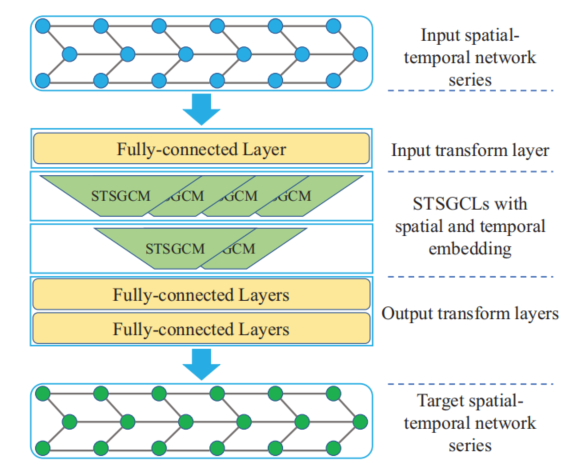 Input spatial-
temporal network
series
Fully-connected Layer
Input transform layer
STSGCM
GCM
GCM
GCM
STSGCLs with
spatial and temporal
embedding
STSGCM
GCM
Fully-connected Layers
Fully-connected Layers
Output transform layers
Target spatial-
temporal network
series